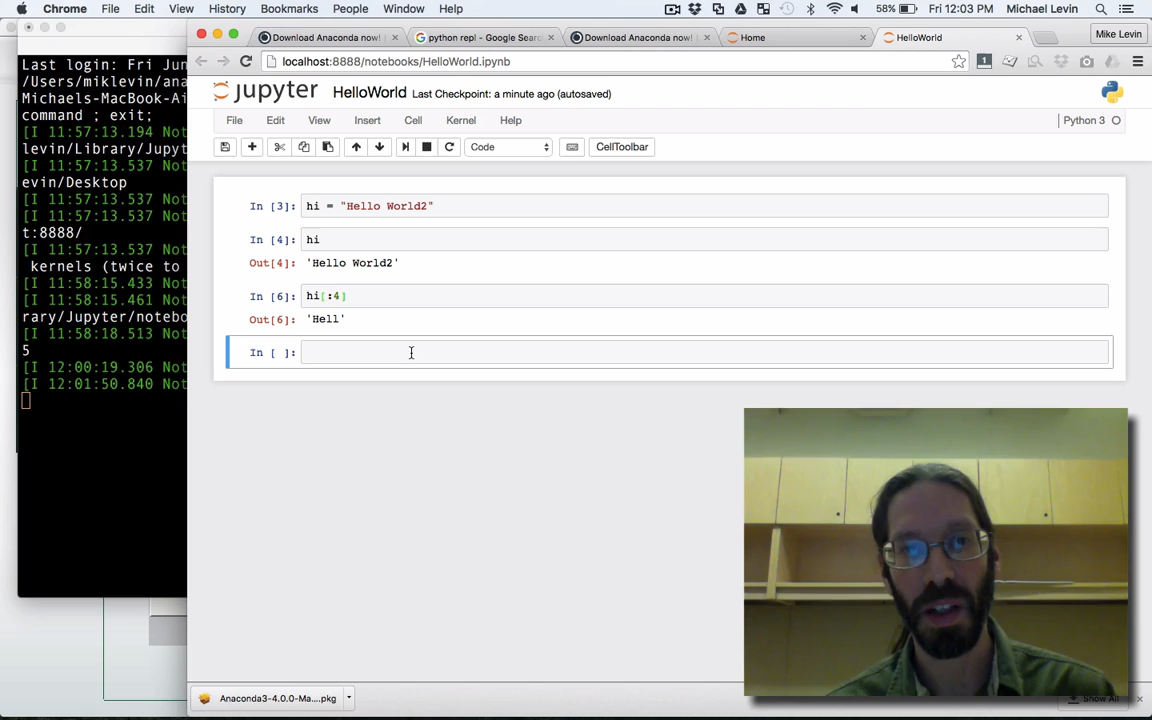 Chrome File Edit View History Bookmarks People Window Help 58% Fri 12:03 PM Michael Levin
Download Anaconda now! python repl - Google Sear Download Anaconda now! Home HelloWorld Mike Levin
localhost:8888/notebooks/HelloWorld.ipynb 1
jupyter HelloWorld Last Checkpoint: a minute ago (autosaved)
File Edit View Insert Cell Kernel Help Python 3
Code CellToolbar
In [3]: hi = "Hello World2"
In [4]: hi
Out[4]: 'Hello World2'
In [6]: hi[:4]
Out[6]: 'Hell'
In [ ]:
Last login: Fri Jun
/Users/miklevin/ana
Michaels-MacBook-Ai
command ; exit;
[I 11:57:13.194 Not
levin/Library/Jupyt
[I 11:57:13.537 Not
evin/Desktop
[I 11:57:13.537 Not
[I 11:57:13.537 Not
t:8888/
[I 11:57:13.537 Not
kernels (twice to
[I 11:58:15.433 Not
[I 11:58:15.461 Not
rary/Jupyter/notebo
[I 11:58:18.513 Not
5
[I 12:00:19.306 Not
[I 12:01:50.840 Not
Anaconda3-4.0.0-Ma....pkg Show All